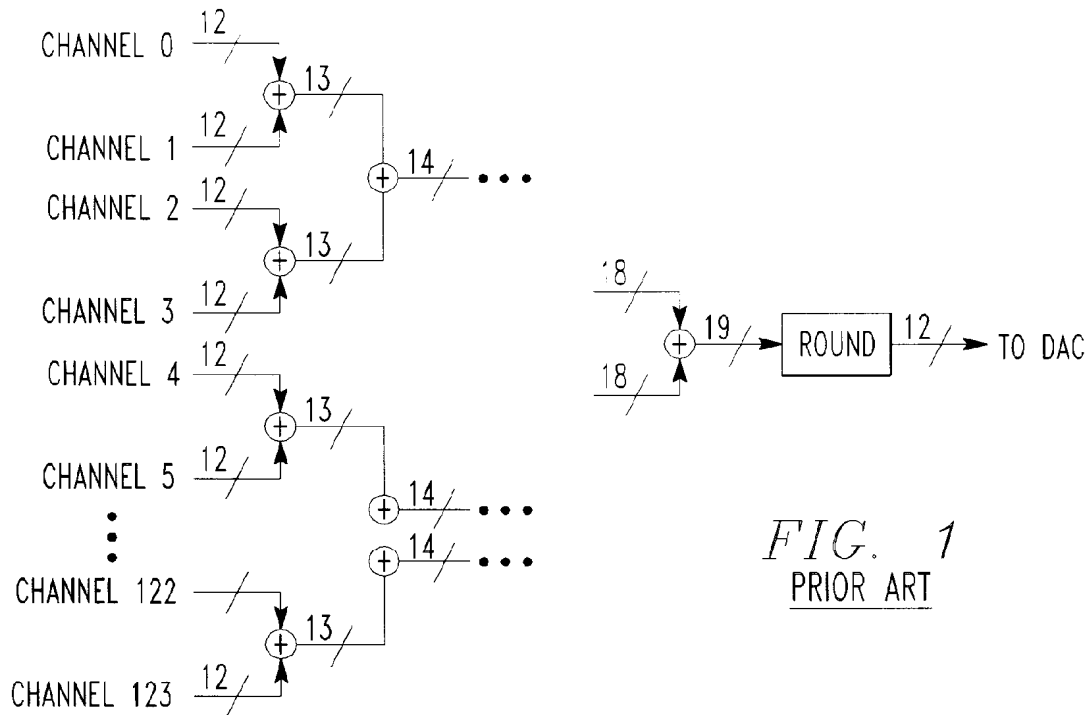 12
CHANNEL 0
13
12
CHANNEL 1
14
12
CHANNEL 2
13
12
CHANNEL 3
12
CHANNEL 4
13
12
CHANNEL 5
14
14
12
CHANNEL 122
13
12
CHANNEL 123
18
19
ROUND
12
TO DAC
18
FIG. 1
PRIOR ART